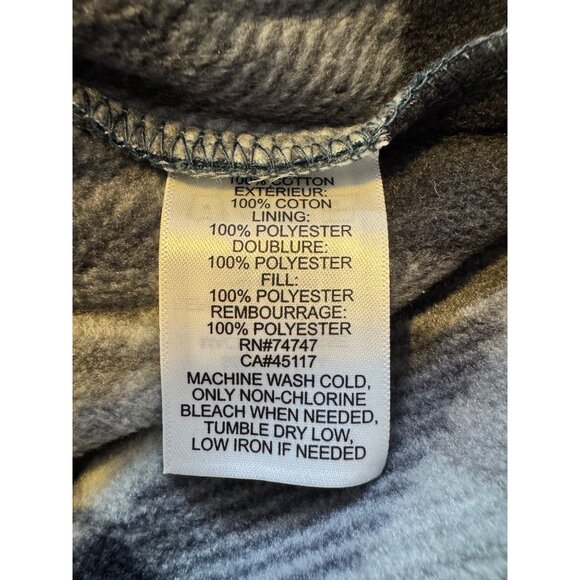 100% COTTON
EXTERIEUR:
100% COTON
LINING:
100% POLYESTER
DOUBLURE:
100% POLYESTER
FILL:
100% POLYESTER
REMBOURRAGE:
100% POLYESTER
RN#74747
CA#45117
MACHINE WASH COLD,
ONLY NON-CHLORINE
BLEACH WHEN NEEDED,
TUMBLE DRY LOW,
LOW IRON IF NEEDED